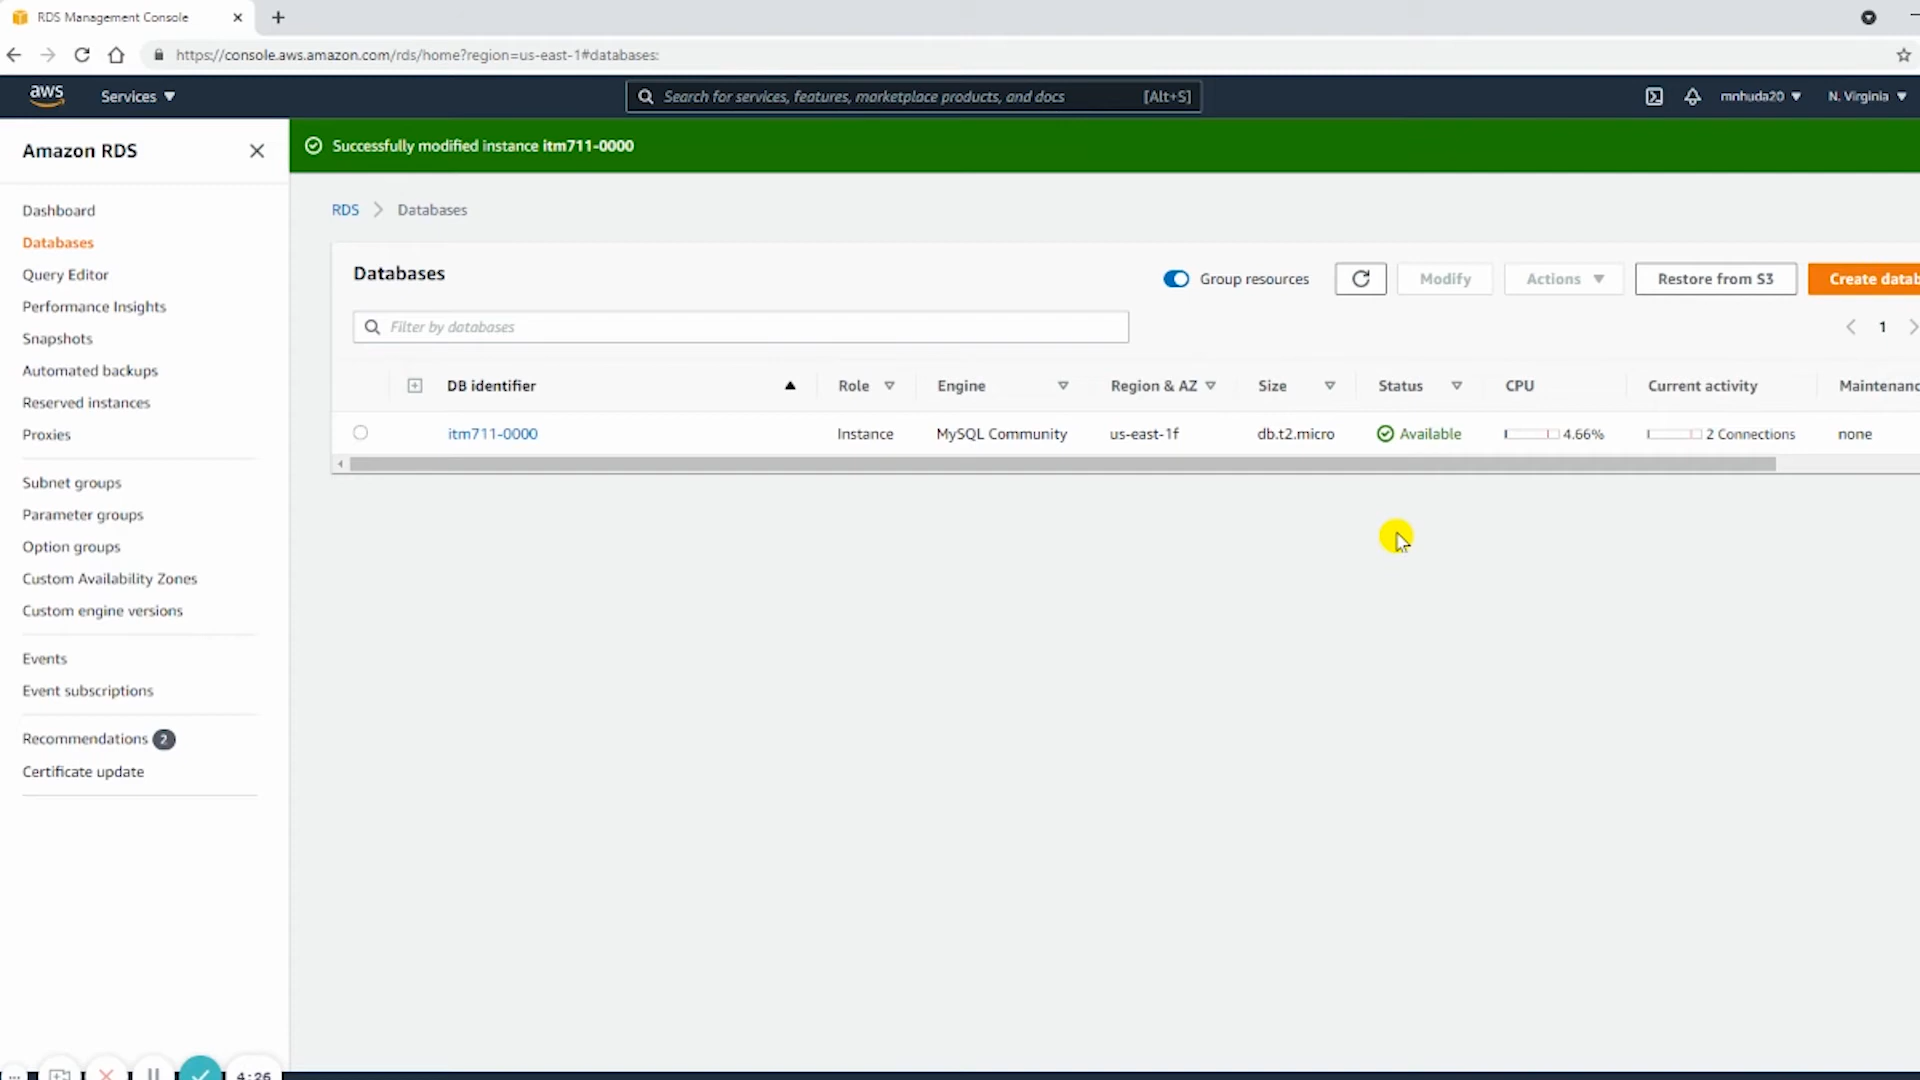 RDS Management Console
https://console.aws.amazon.com/rds/home?region=us-east-1#databases:
aws Services Search for services, features, marketplace products, and docs [Alt+S] mnhuda20 N. Virginia
Amazon RDS
Successfully modified instance itm711-0000
Dashboard
Databases
Query Editor
Performance Insights
Snapshots
Automated backups
Reserved instances
Proxies
Subnet groups
Parameter groups
Option groups
Custom Availability Zones
Custom engine versions
Events
Event subscriptions
Recommendations 2
Certificate update
RDS > Databases
Databases
Group resources Modify Actions Restore from S3 Create datab
Filter by databases
1
DB identifier Role Engine Region & AZ Size Status CPU Current activity Maintenanc
itm711-0000 Instance MySQL Community us-east-1f db.t2.micro Available 4.66% 2 Connections none
4:26